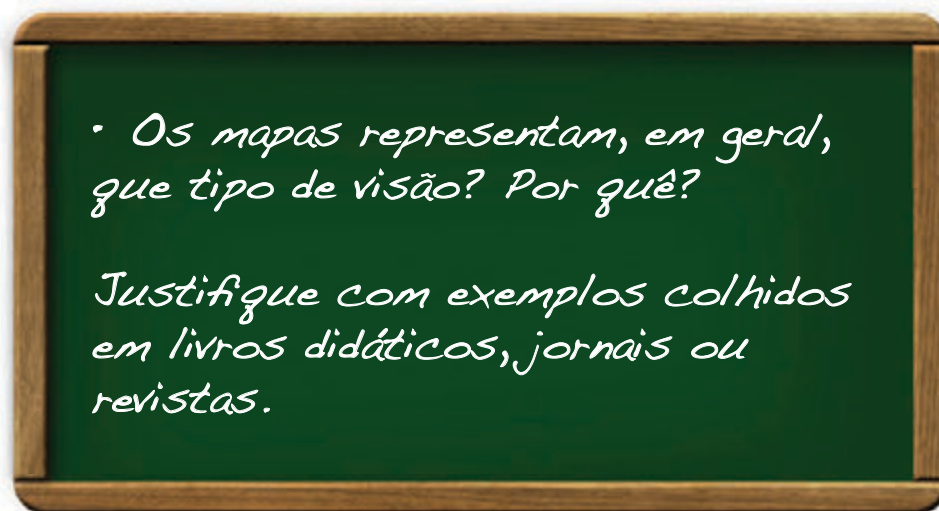 · Os mapas representam, em geral,
que tipo de visão? Por quê?
Justifique com exemplos colhidos
em livros didáticos, jornais ou
revistas.